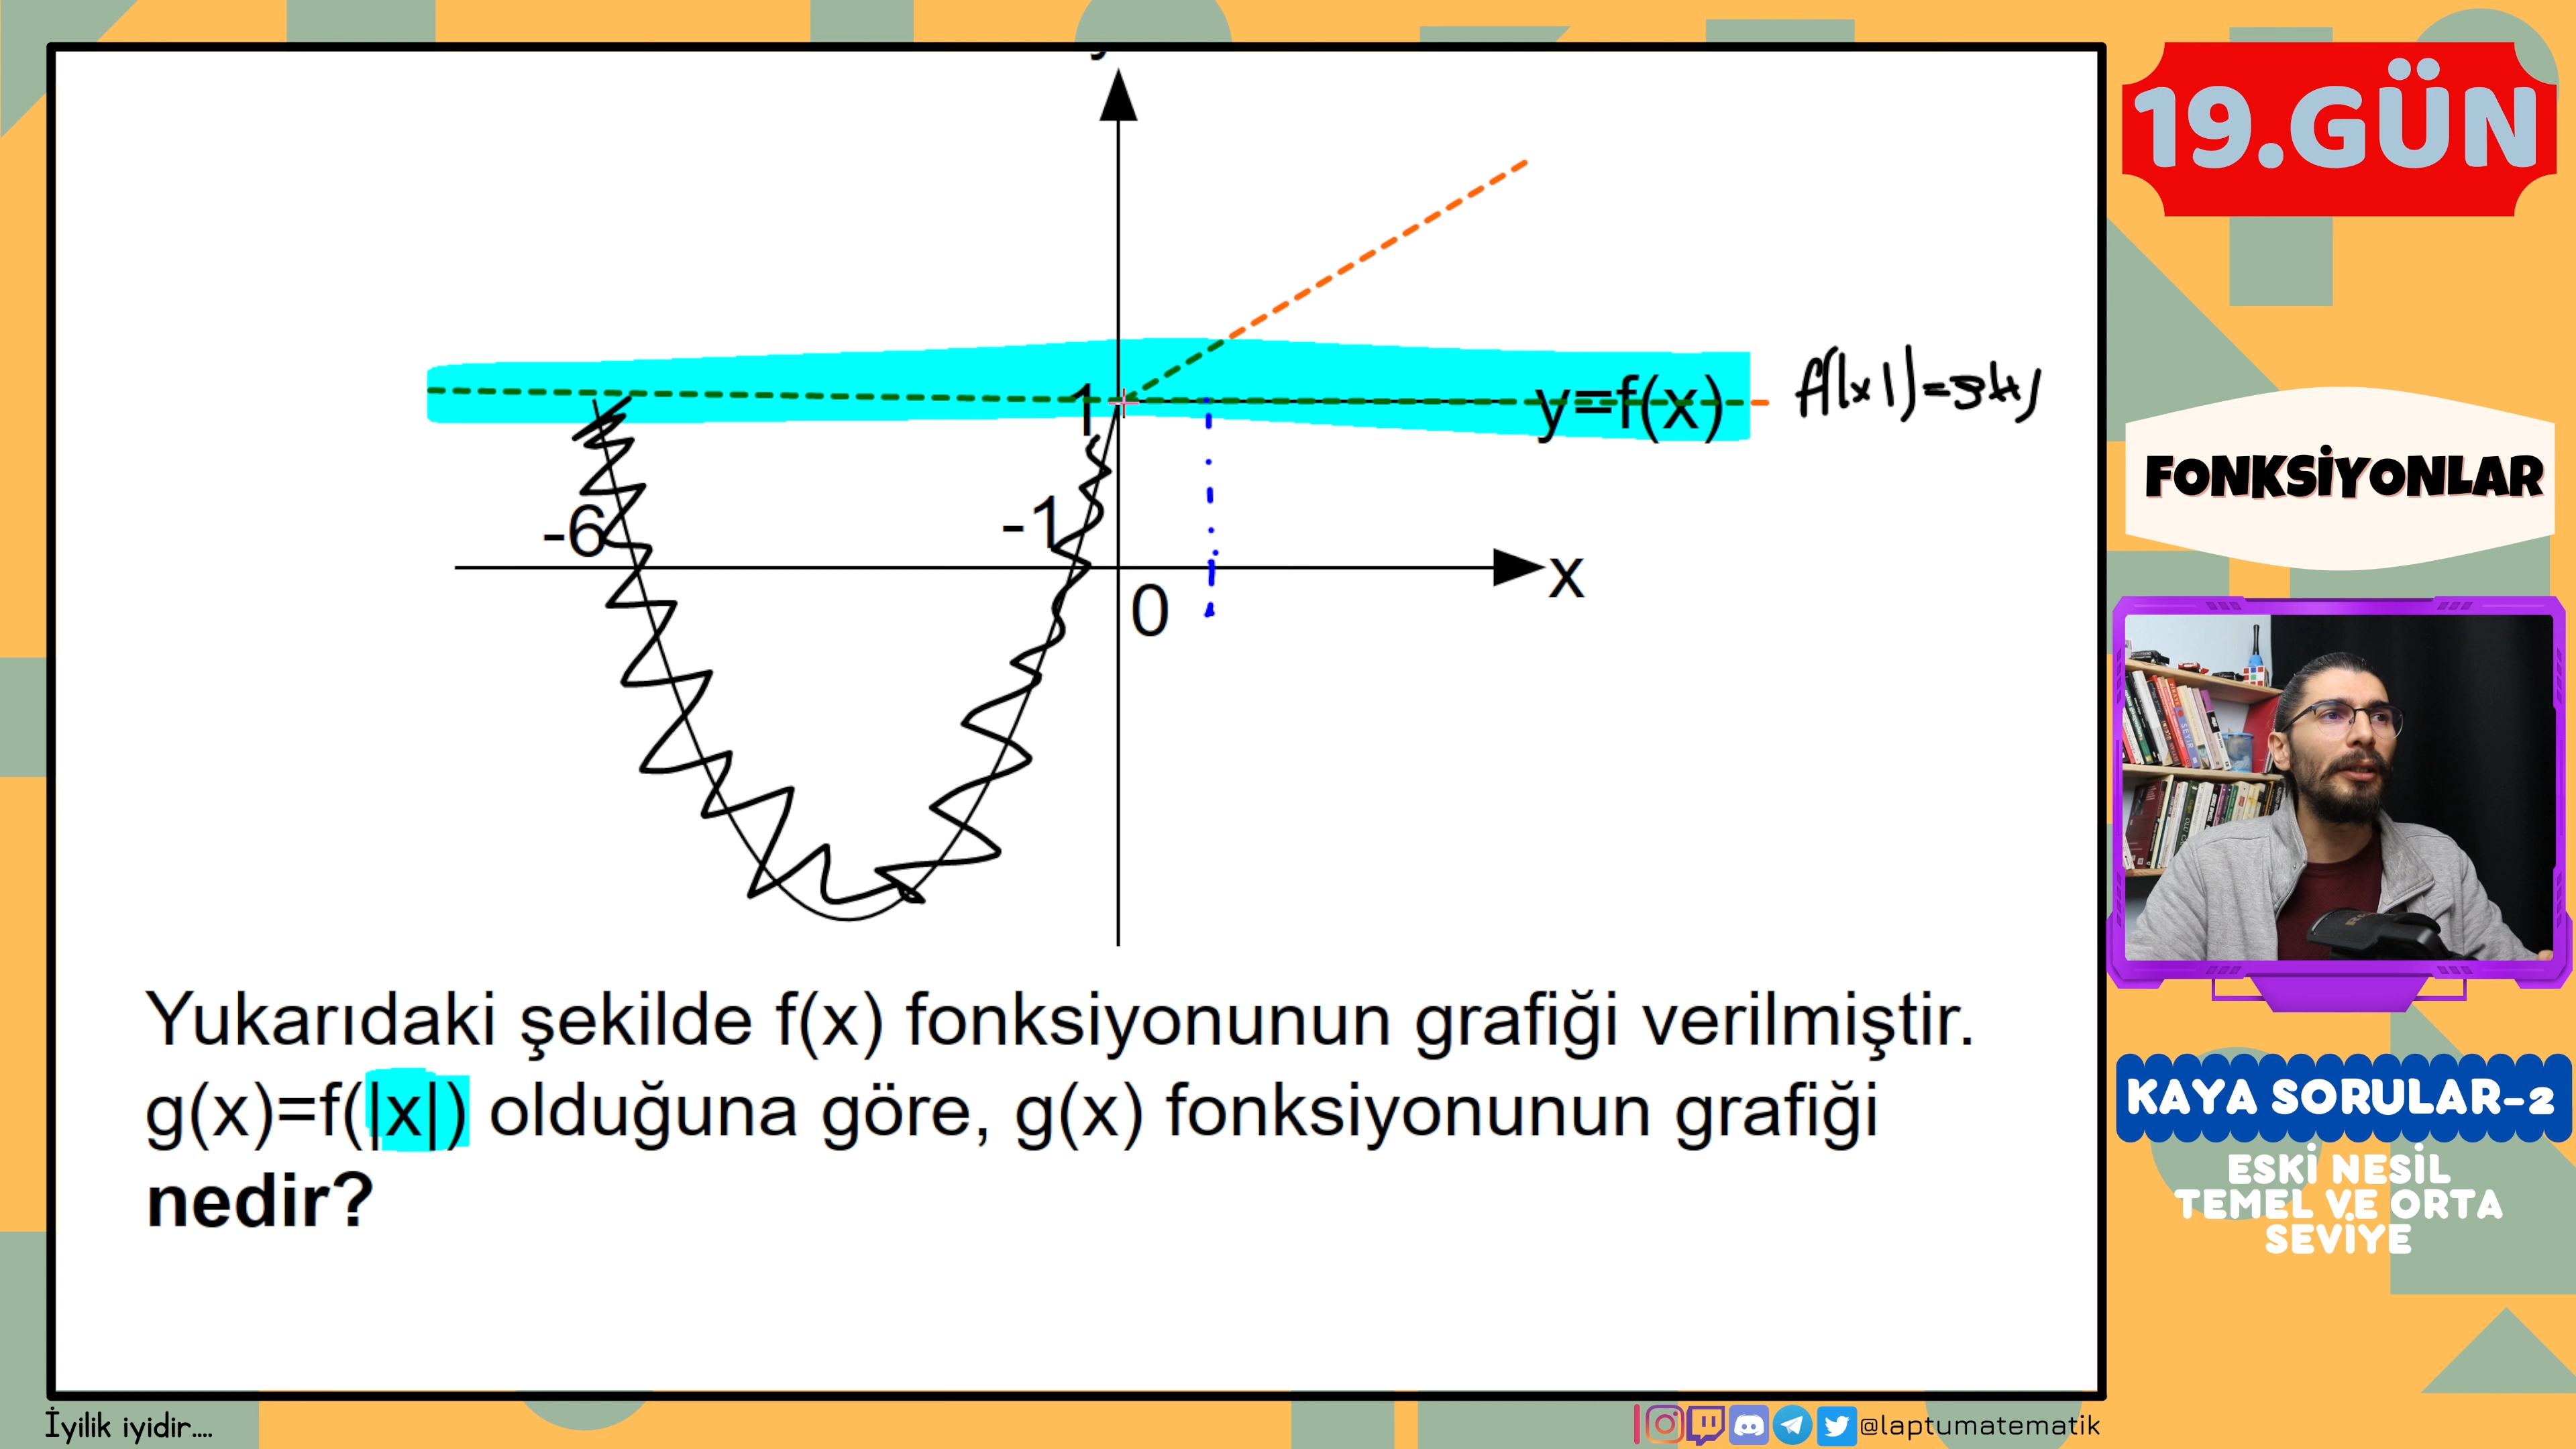 19.GÜN
y=f(x)
f(|x|)=g(x)
1
-6
-1
x
0
FONKSİYONLAR
Yukarıdaki şekilde f(x) fonksiyonunun grafiği verilmiştir.
g(x)=f(|x|) olduğuna göre, g(x) fonksiyonunun grafiği
nedir?
KAYA SORULAR-2
ESKİ NESİL
TEMEL VE ORTA
SEVİYE
İyilik iyidir....
@laptumatematik